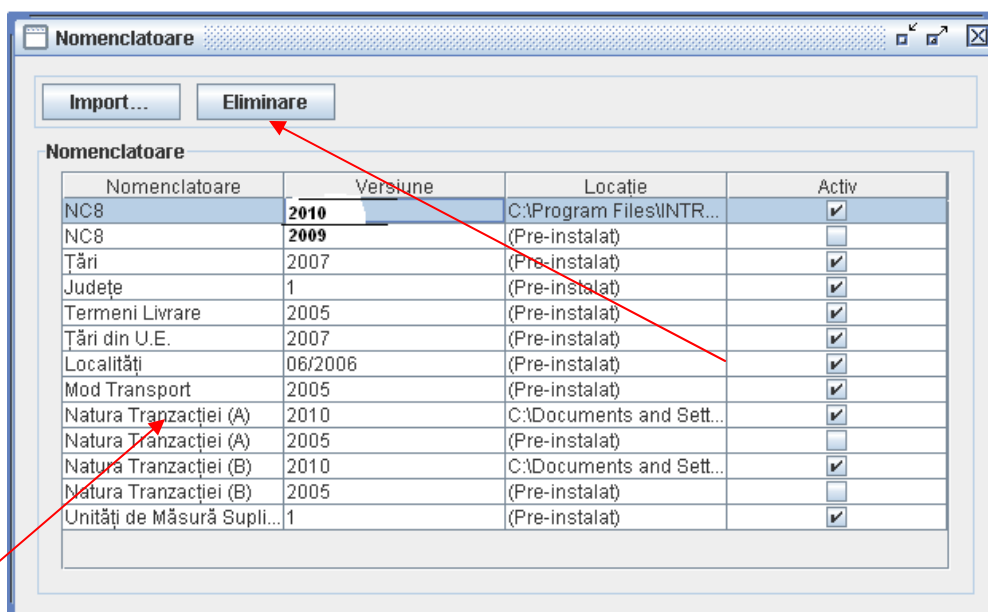 Nomenclatoare
Import... Eliminare
Nomenclatoare
Nomenclatoare Versiune Locație Activ
NC8 2010 C:\Program Files\INTR...
NC8 2009 (Pre-instalat)
Țări 2007 (Pre-instalat)
Județe 1 (Pre-instalat)
Termeni Livrare 2005 (Pre-instalat)
Țări din U.E. 2007 (Pre-instalat)
Localități 06/2006 (Pre-instalat)
Mod Transport 2005 (Pre-instalat)
Natura Tranzacției (A) 2010 C:\Documents and Sett...
Natura Tranzacției (A) 2005 (Pre-instalat)
Natura Tranzacției (B) 2010 C:\Documents and Sett...
Natura Tranzacției (B) 2005 (Pre-instalat)
Unități de Măsură Supli... 1 (Pre-instalat)